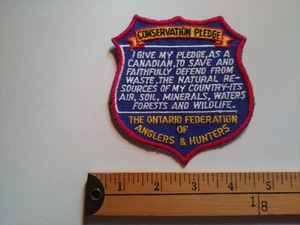 CONSERVATION PLEDGE
I GIVE MY PLEDGE, AS A
CANADIAN, TO SAVE AND
FAITHFULLY DEFEND FROM
WASTE, THE NATURAL RE-
SOURCES OF MY COUNTRY-ITS
AIR, SOIL, MINERALS, WATERS
FORESTS AND WILDLIFE.
THE ONTARIO FEDERATION
OF
ANGLERS & HUNTERS
1 2 3 4 5
1 8